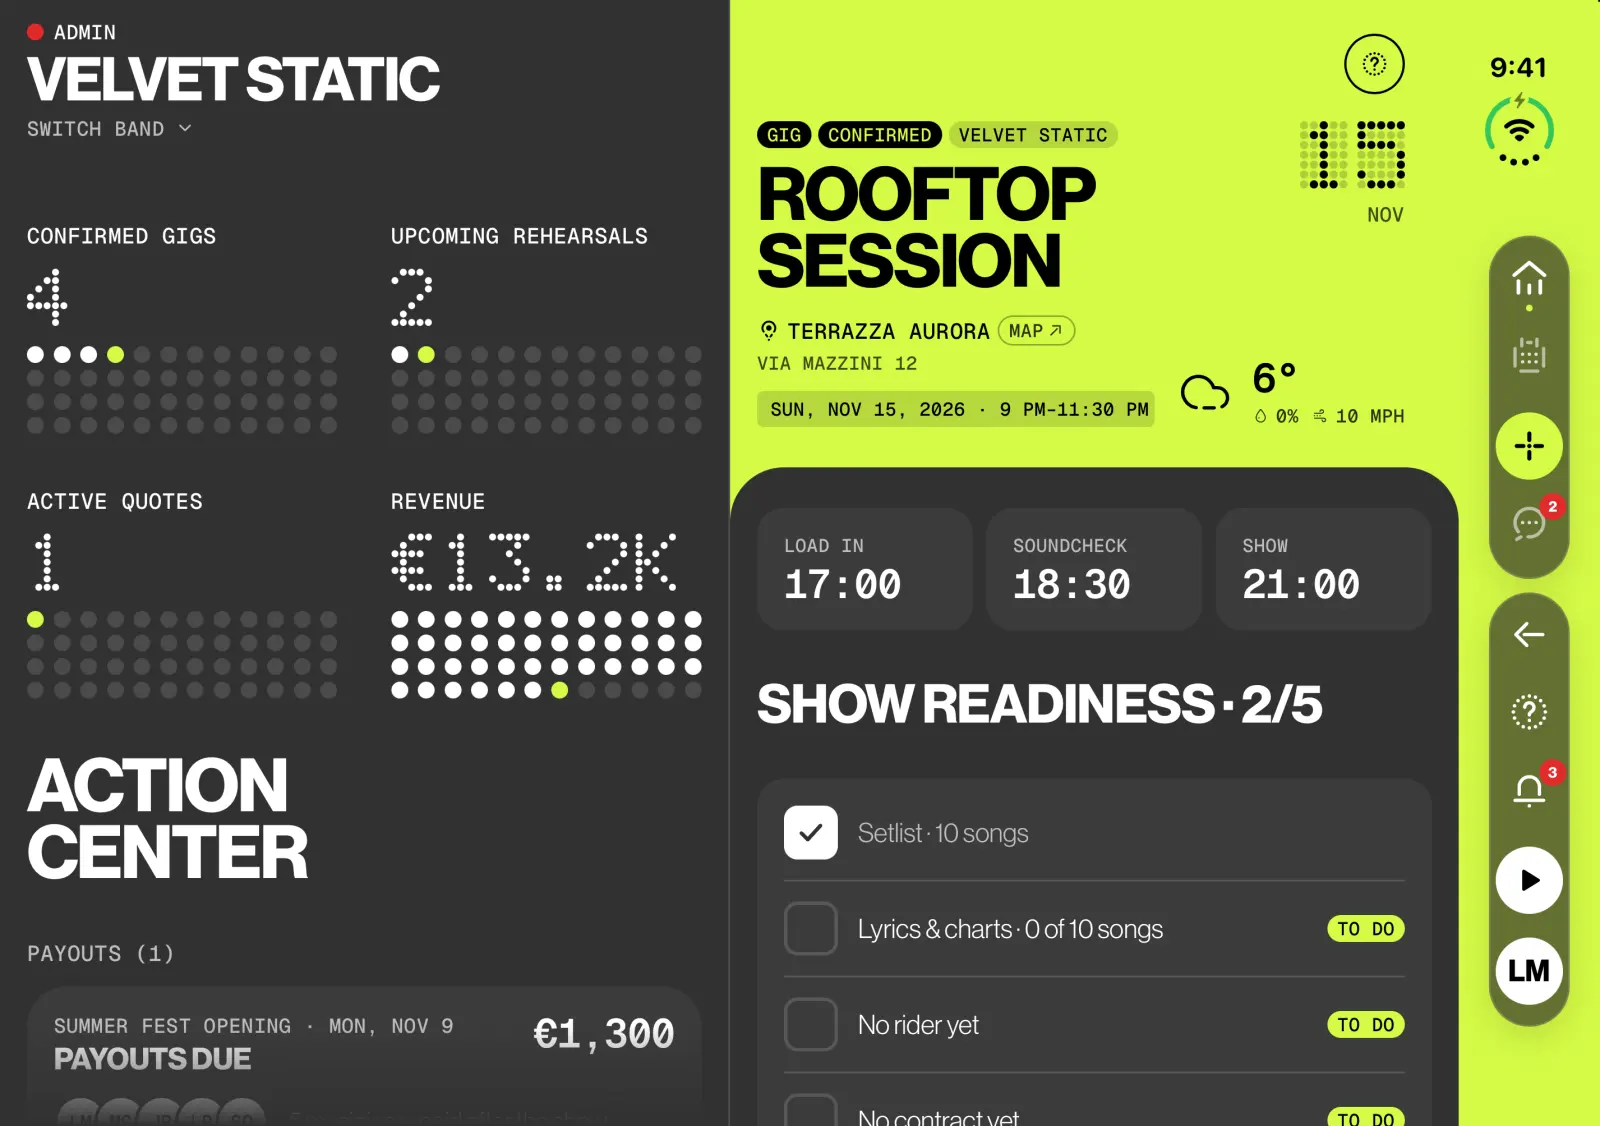 ADMIN
VELVET STATIC
SWITCH BAND
CONFIRMED GIGS
4
UPCOMING REHEARSALS
2
ACTIVE QUOTES
1
REVENUE
€13.2K
ACTION
CENTER
PAYOUTS (1)
SUMMER FEST OPENING · MON, NOV 9
€1,300
PAYOUTS DUE
GIG CONFIRMED VELVET STATIC
ROOFTOP
SESSION
15
NOV
TERRAZZA AURORA MAP
VIA MAZZINI 12
SUN, NOV 15, 2026 · 9 PM–11:30 PM
6°
0% 10 MPH
LOAD IN
17:00
SOUNDCHECK
18:30
SHOW
21:00
SHOW READINESS · 2/5
Setlist · 10 songs
Lyrics & charts · 0 of 10 songs TO DO
No rider yet TO DO
No contract yet TO DO
9:41
2
3
LM